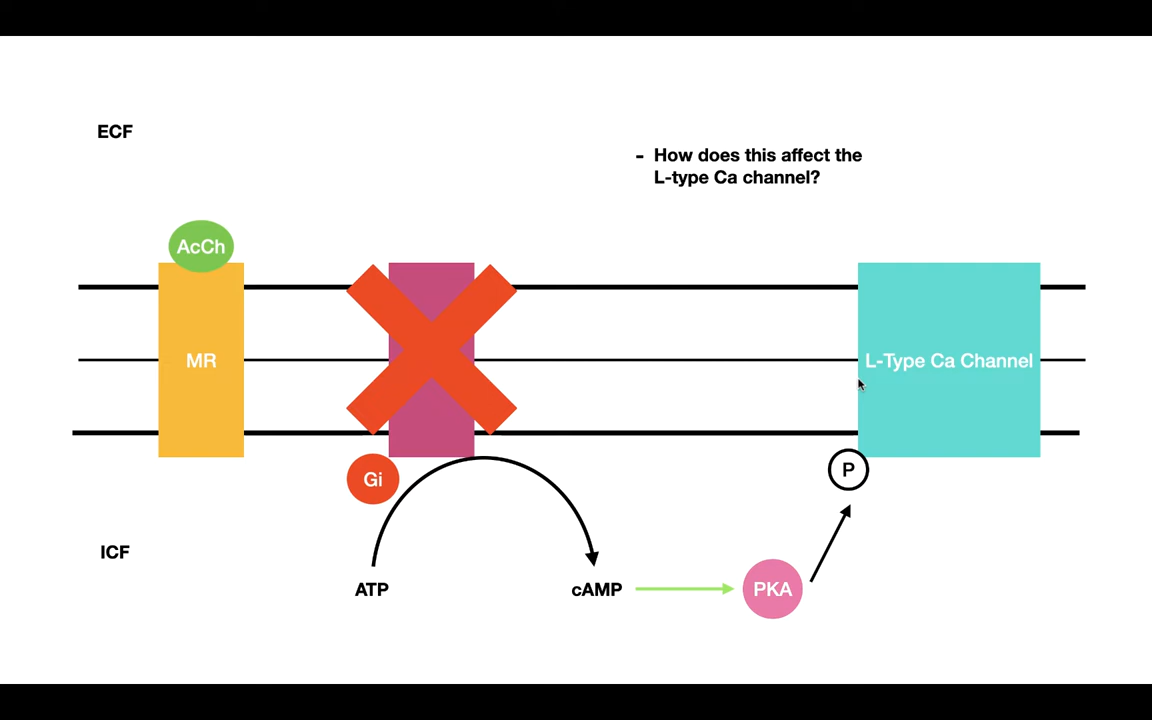 ECF
- How does this affect the
L-type Ca channel?
AcCh
MR
L-Type Ca Channel
Gi
P
ICF
ATP
cAMP
PKA